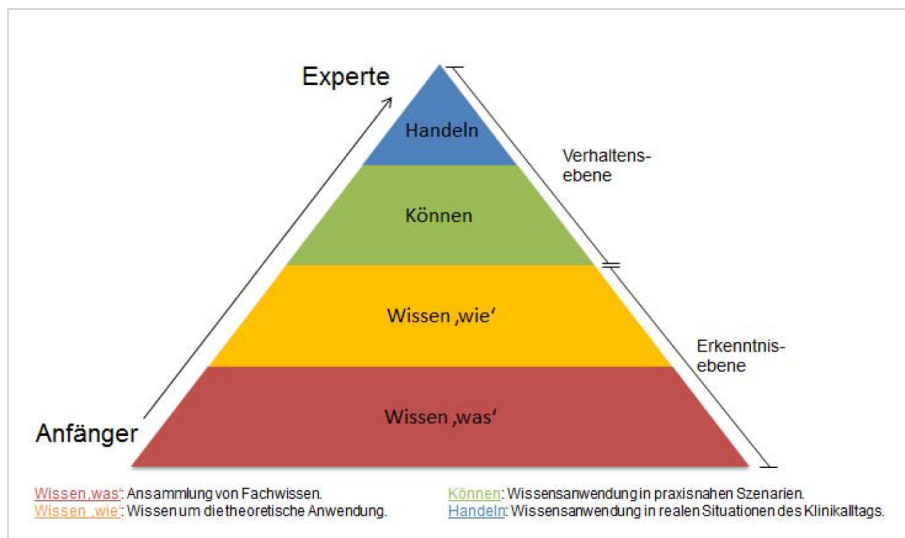 Experte
Handeln
Verhaltens-
ebene
Können
Wissen ‚wie‘
Erkenntnis-
ebene
Wissen ‚was‘
Anfänger
Wissen ‚was‘: Ansammlung von Fachwissen.
Wissen ‚wie‘: Wissen um die theoretische Anwendung.
Können: Wissensanwendung in praxisnahen Szenarien.
Handeln: Wissensanwendung in realen Situationen des Klinikalltags.